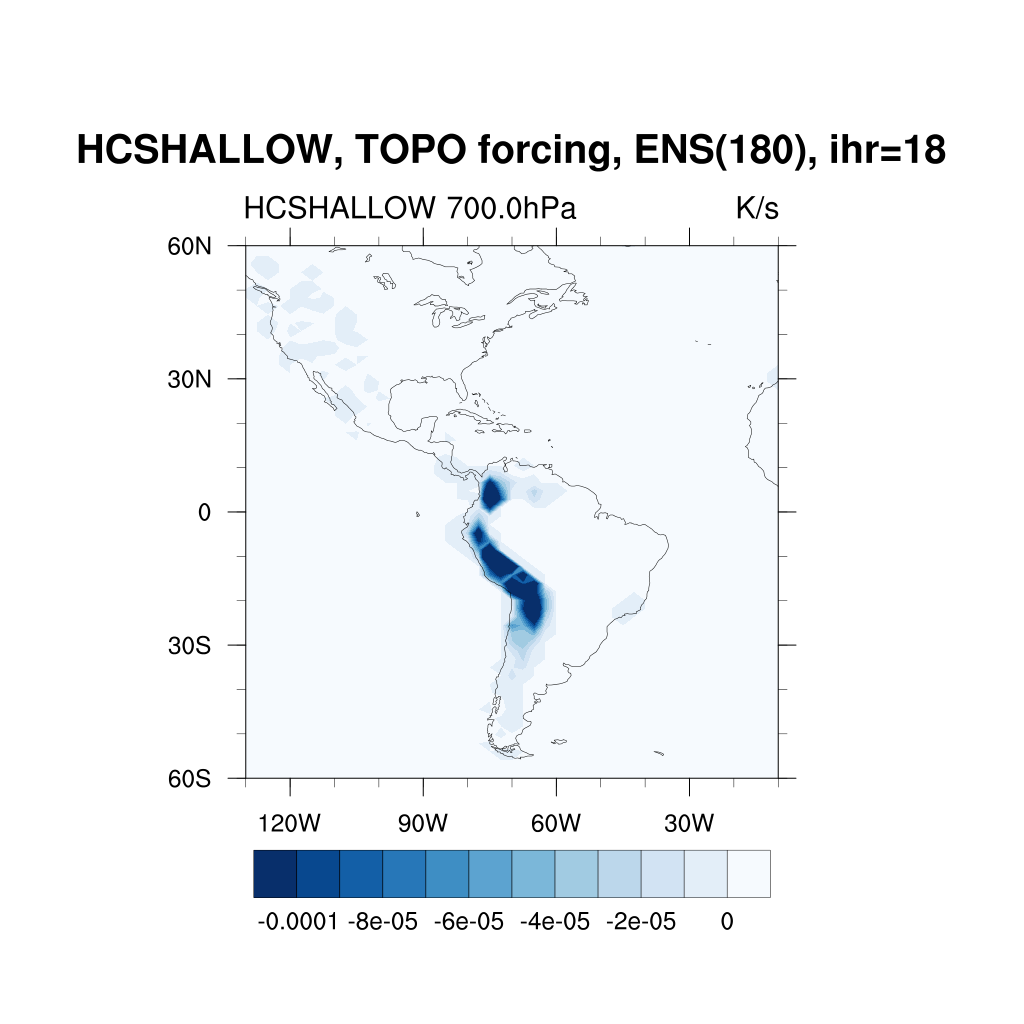 HCSHALLOW, TOPO forcing, ENS(180), ihr=18
HCSHALLOW 700.0hPa K/s
60N
30N
0
30S
60S
120W 90W 60W 30W
-0.0001 -8e-05 -6e-05 -4e-05 -2e-05 0